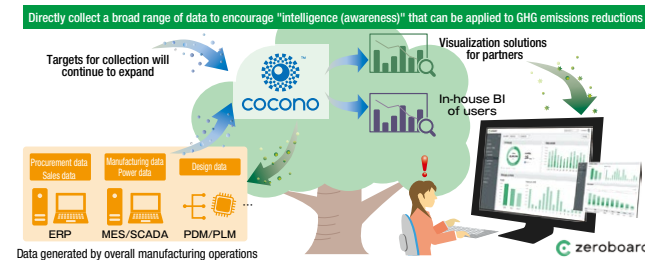 Directly collect a broad range of data to encourage "intelligence (awareness)" that can be applied to GHG emissions reductions
Targets for collection will
continue to expand
cocono
TM
Visualization solutions
for partners
In-house BI
of users
Procurement data
Sales data
Manufacturing data
Power data
Design data
ERP
MES/SCADA
PDM/PLM
...
!
Data generated by overall manufacturing operations
zeroboard